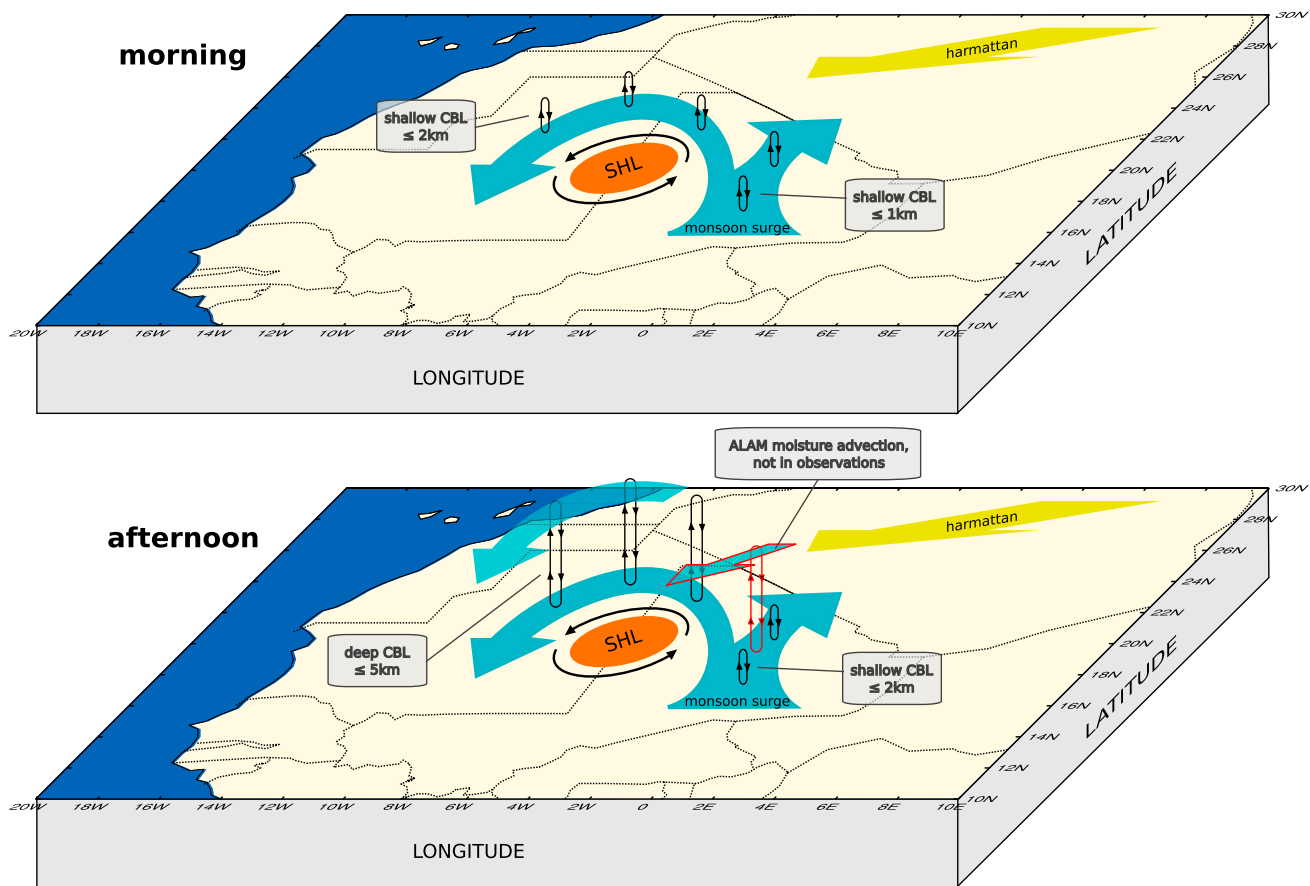 morning
harmattan
shallow CBL
≤ 2km
SHL
shallow CBL
≤ 1km
monsoon surge
30N
28N
26N
24N
22N
20N
18N
16N
14N
12N
10N
LATITUDE
20W 18W 16W 14W 12W 10W 8W 6W 4W 2W 0 2E 4E 6E 8E 10E
LONGITUDE
ALAM moisture advection,
not in observations
afternoon
harmattan
SHL
deep CBL
≤ 5km
shallow CBL
≤ 2km
monsoon surge
30N
28N
26N
24N
22N
20N
18N
16N
14N
12N
10N
LATITUDE
20W 18W 16W 14W 12W 10W 8W 6W 4W 2W 0 2E 4E 6E 8E 10E
LONGITUDE